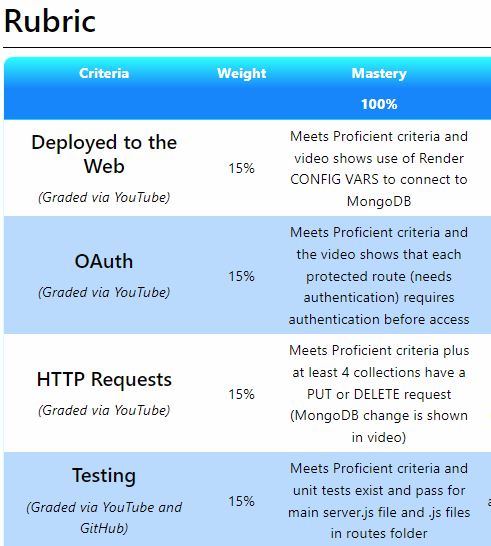 Rubric
Criteria Weight Mastery
100%
Deployed to the
Web
(Graded via YouTube)
15%
Meets Proficient criteria and
video shows use of Render
CONFIG VARS to connect to
MongoDB
OAuth
(Graded via YouTube)
15%
Meets Proficient criteria and
the video shows that each
protected route (needs
authentication) requires
authentication before access
HTTP Requests
(Graded via YouTube)
15%
Meets Proficient criteria plus
at least 4 collections have a
PUT or DELETE request
(MongoDB change is shown
in video)
Testing
(Graded via YouTube and
GitHub)
15%
Meets Proficient criteria and
unit tests exist and pass for
main server.js file and .js files
in routes folder